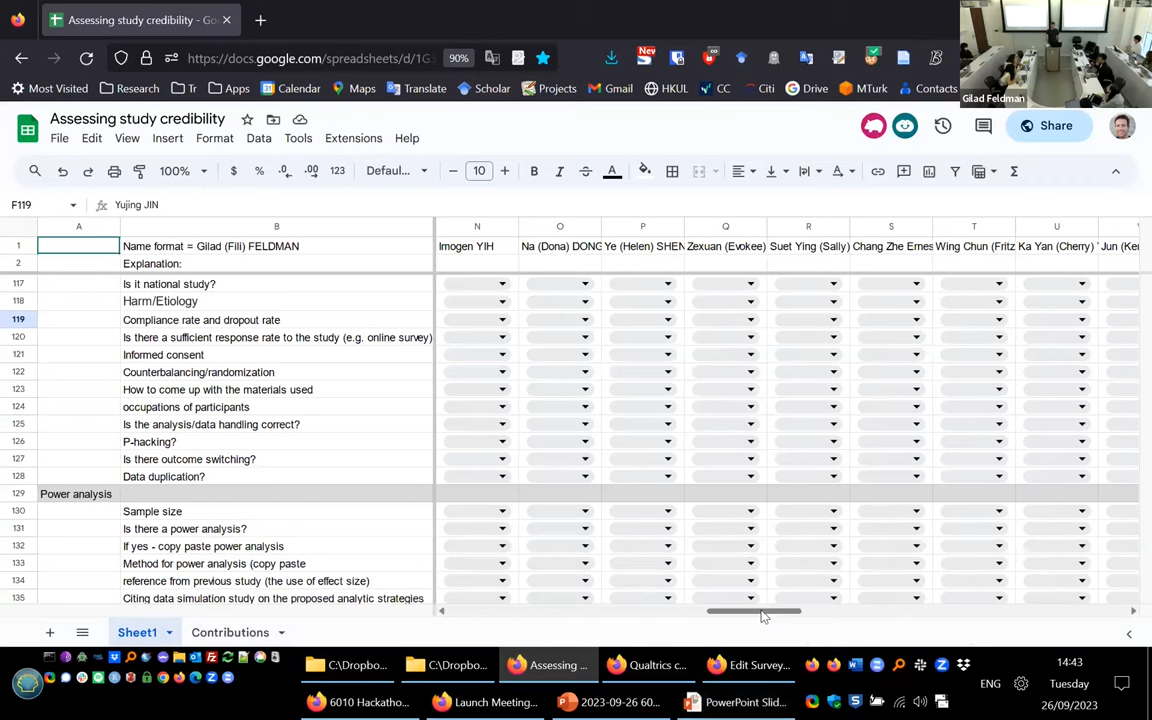 Assessing study credibility - Go
https://docs.google.com/spreadsheets/d/1G
90%
New
Most Visited
Research
Tr
Apps
Calendar
Maps
Translate
Scholar
Projects
Gmail
HKUL
CC
Citi
Drive
MTurk
Contacts
Gilad Feldman
Assessing study credibility
File Edit View Insert Format Data Tools Extensions Help
Share
100% $ % .0 .00 123 Defaul... 10 B I A
F119 fx Yujing JIN
A B N O P Q R S T U
1 Name format = Gilad (Fili) FELDMAN Imogen YIH Na (Dona) DONG Ye (Helen) SHEN Zexuan (Evokee) Suet Ying (Sally) Chang Zhe Ernes Wing Chun (Fritz Ka Yan (Cherry) Jun (Ker
2 Explanation:
117 Is it national study?
118 Harm/Etiology
119 Compliance rate and dropout rate
120 Is there a sufficient response rate to the study (e.g. online survey)
121 Informed consent
122 Counterbalancing/randomization
123 How to come up with the materials used
124 occupations of participants
125 Is the analysis/data handling correct?
126 P-hacking?
127 Is there outcome switching?
128 Data duplication?
129 Power analysis
130 Sample size
131 Is there a power analysis?
132 If yes - copy paste power analysis
133 Method for power analysis (copy paste
134 reference from previous study (the use of effect size)
135 Citing data simulation study on the proposed analytic strategies
Sheet1 Contributions
C:\Dropbo... C:\Dropbo... Assessing ... Qualtrics c... Edit Survey...
14:43
ENG Tuesday
6010 Hackatho... Launch Meeting... 2023-09-26 60... PowerPoint Slid...
26/09/2023